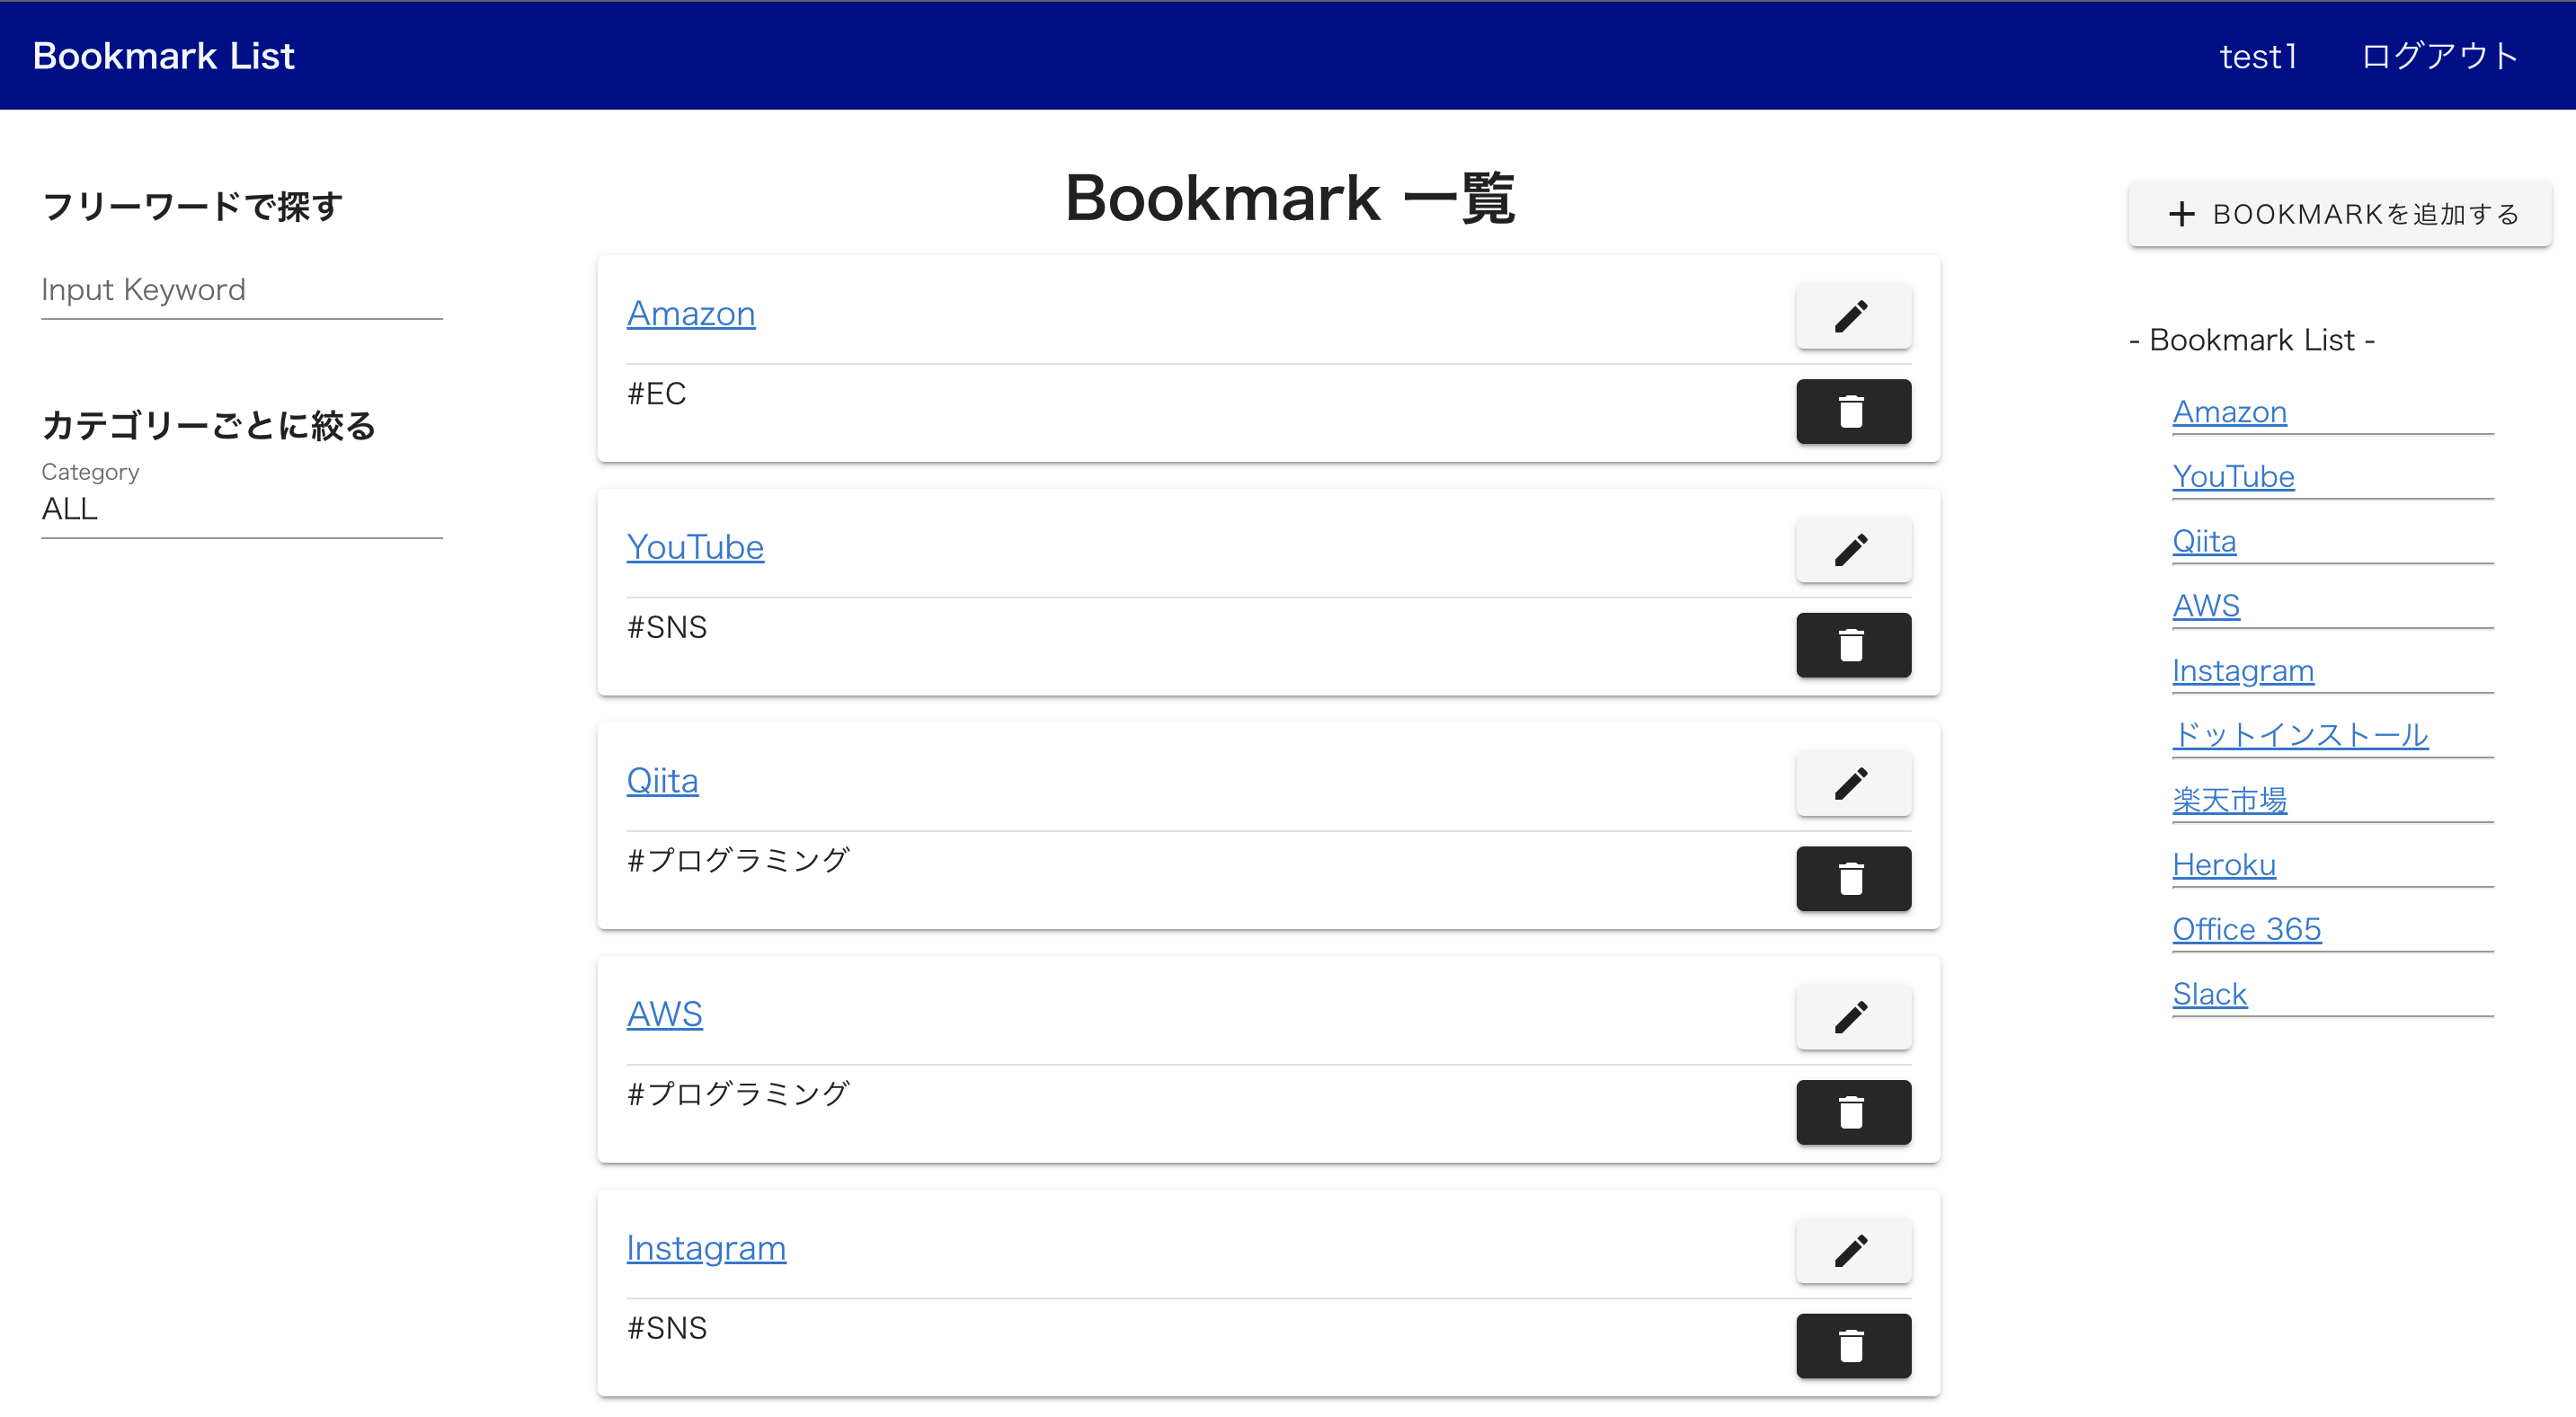 Bookmark List
test1
ログアウト
フリーワードで探す
Input Keyword
カテゴリーごとに絞る
Category
ALL
Bookmark 一覧
Amazon
#EC
YouTube
#SNS
Qiita
#プログラミング
AWS
#プログラミング
Instagram
#SNS
+ BOOKMARKを追加する
- Bookmark List -
Amazon
YouTube
Qiita
AWS
Instagram
ドットインストール
楽天市場
Heroku
Office 365
Slack